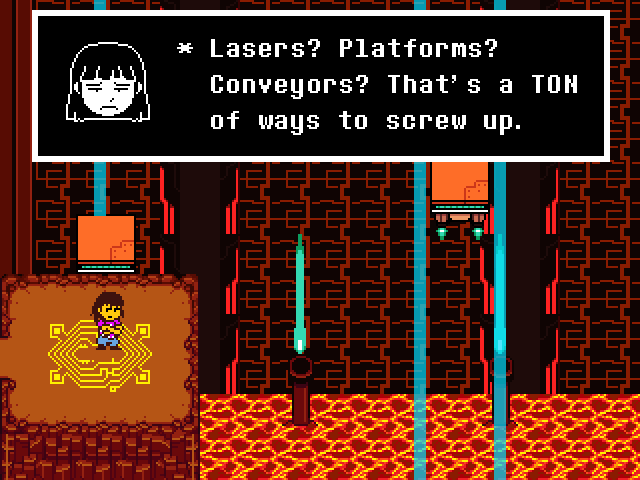 * Lasers? Platforms?
Conveyors? That's a TON
of ways to screw up.